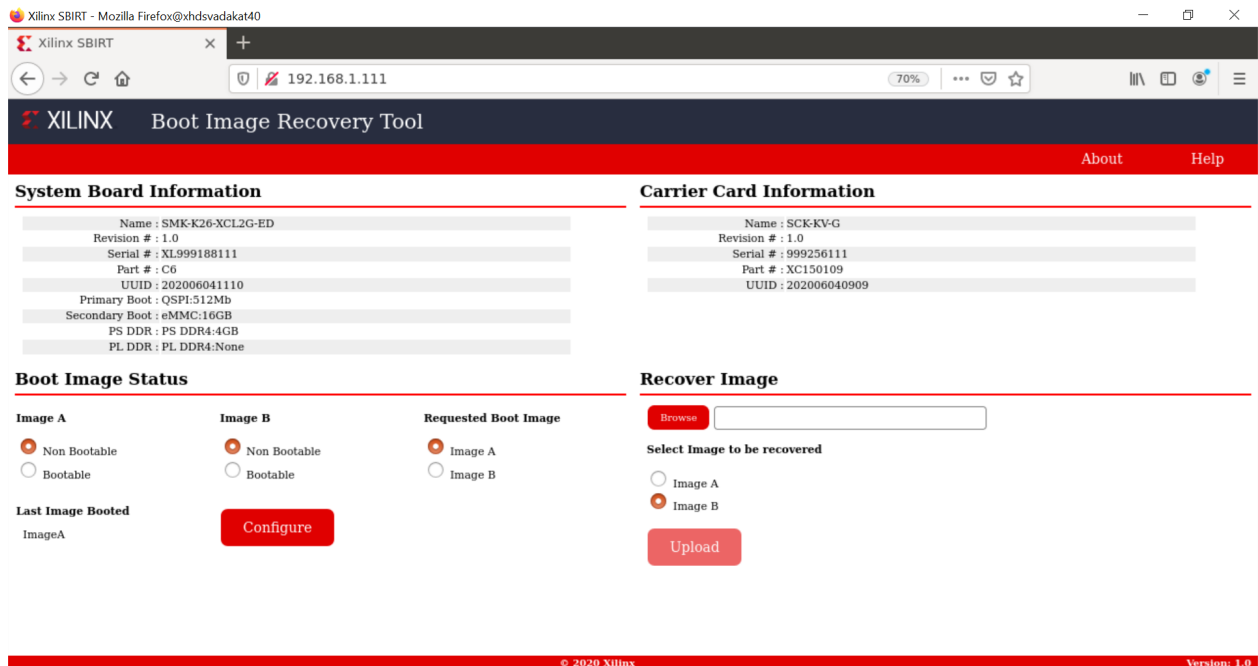 Xilinx SBIRT - Mozilla Firefox@xhdsvadakat40
Xilinx SBIRT
192.168.1.111
70%
XILINX Boot Image Recovery Tool
About Help
System Board Information
Name : SMK-K26-XCL2G-ED
Revision # : 1.0
Serial # : XL999188111
Part # : C6
UUID : 202006041110
Primary Boot : QSPI:512Mb
Secondary Boot : eMMC:16GB
PS DDR : PS DDR4:4GB
PL DDR : PL DDR4:None
Carrier Card Information
Name : SCK-KV-G
Revision # : 1.0
Serial # : 999256111
Part # : XC150109
UUID : 202006040909
Boot Image Status
Image A
Non Bootable
Bootable
Image B
Non Bootable
Bootable
Requested Boot Image
Image A
Image B
Last Image Booted
ImageA
Configure
Recover Image
Browse
Select Image to be recovered
Image A
Image B
Upload
© 2020 Xilinx
Version: 1.0